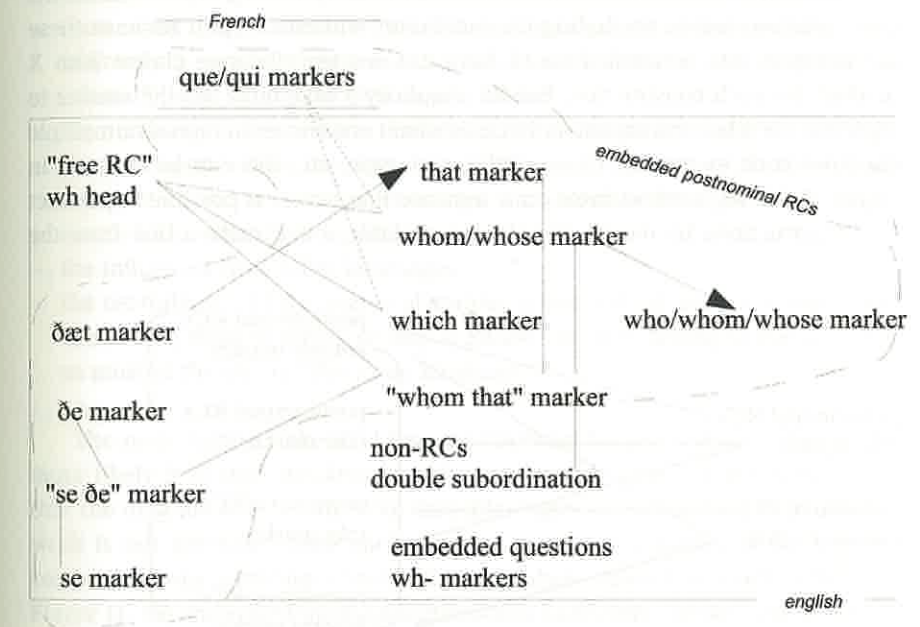 French
que/qui markers
"free RC"
wh head
that marker
embedded postnominal RCs
whom/whose marker
ðæt marker
which marker
who/whom/whose marker
ðe marker
"whom that" marker
non-RCs
double subordination
"se ðe" marker
embedded questions
wh- markers
se marker
english